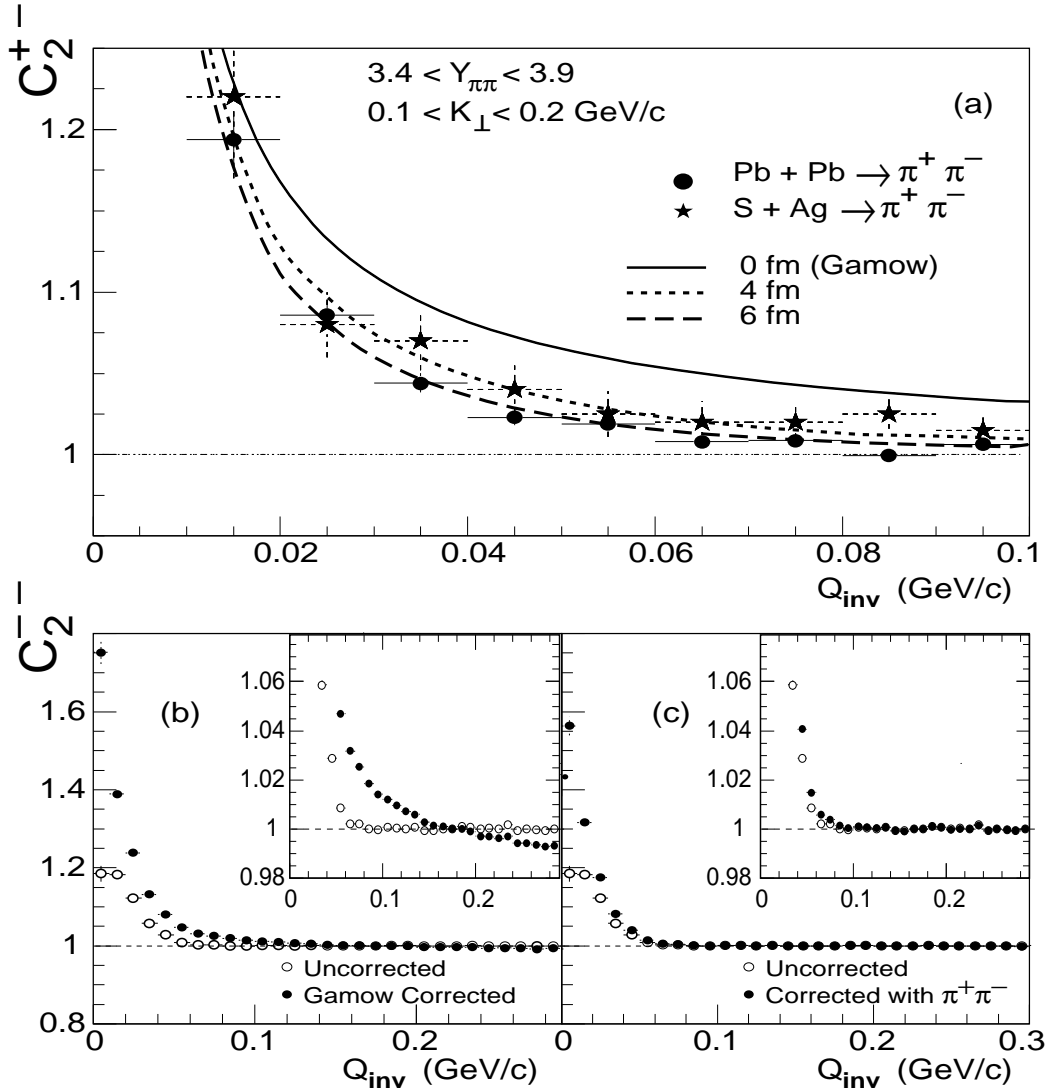 C₂⁺⁻
1.2
1.1
1
3.4 < Yππ < 3.9
0.1 < K⊥ < 0.2 GeV/c
(a)
Pb + Pb → π⁺ π⁻
S + Ag → π⁺ π⁻
0 fm (Gamow)
4 fm
6 fm
0 0.02 0.04 0.06 0.08 0.1
Qinv (GeV/c)
C₂⁻⁻
1.6
1.4
1.2
1
0.8
(b)
1.06
1.04
1.02
1
0.98
0 0.1 0.2
Uncorrected
Gamow Corrected
0 0.1 0.2
Qinv (GeV/c)
(c)
1.06
1.04
1.02
1
0.98
0 0.1 0.2
Uncorrected
Corrected with π⁺π⁻
0 0.1 0.2 0.3
Qinv (GeV/c)